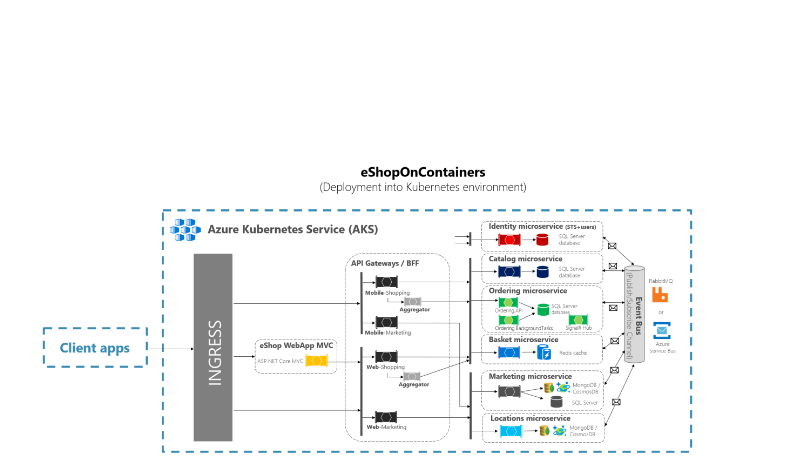 eShopOnContainers
(Deployment into Kubernetes environment)
Azure Kubernetes Service (AKS)
Client apps
INGRESS
eShop WebApp MVC
ASP.NET Core MVC
API Gateways / BFF
Mobile-Shopping
Aggregator
Mobile-Marketing
Web-Shopping
Aggregator
Web-Marketing
Identity microservice (STS+users)
SQL Server
database
Catalog microservice
SQL Server
database
Ordering microservice
Ordering.API
SQL Server
database
Ordering.BackgroundTasks
SignalR Hub
Basket microservice
Redis cache
Marketing microservice
MongoDB /
CosmosDB
SQL Server
Locations microservice
MongoDB /
CosmosDB
Event Bus
(Publish/Subscribe Channel)
RabbitMQ
or
Azure
Service Bus